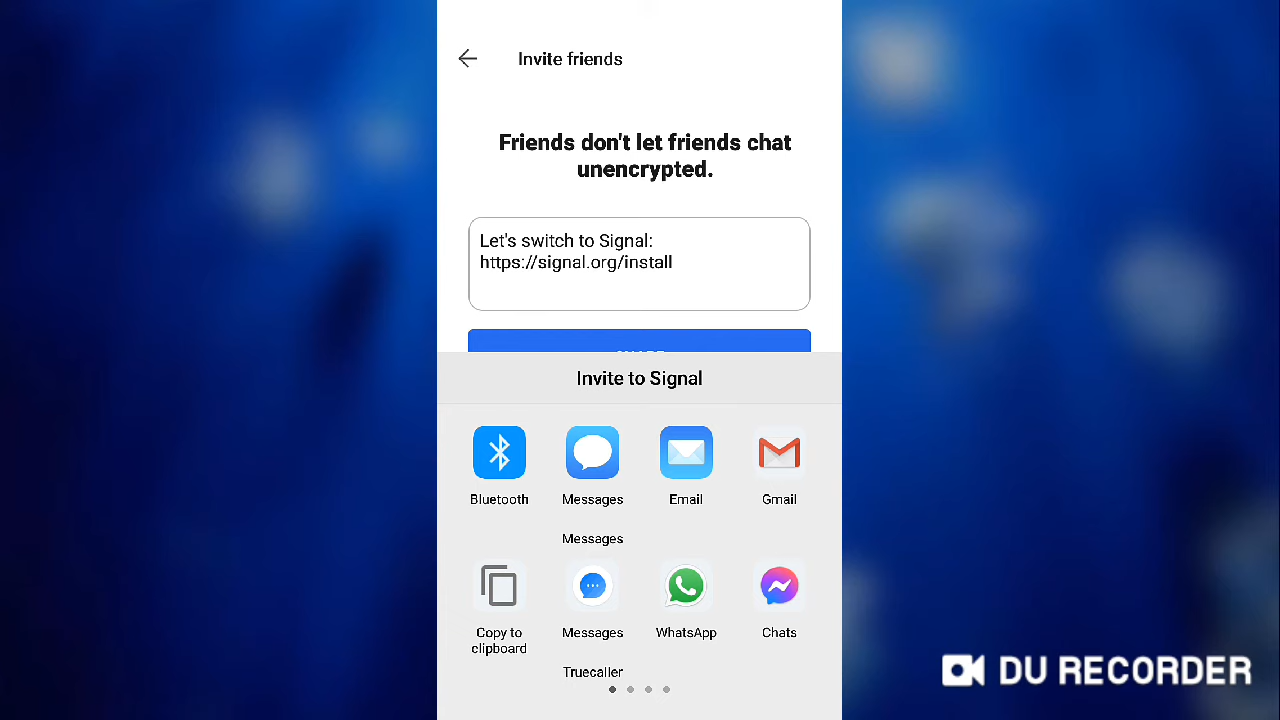 Invite friends
Friends don't let friends chat
unencrypted.
Let's switch to Signal:
https://signal.org/install
Invite to Signal
Bluetooth
Messages
Email
Gmail
Messages
Copy to
clipboard
Messages
WhatsApp
Chats
Truecaller
DU RECORDER